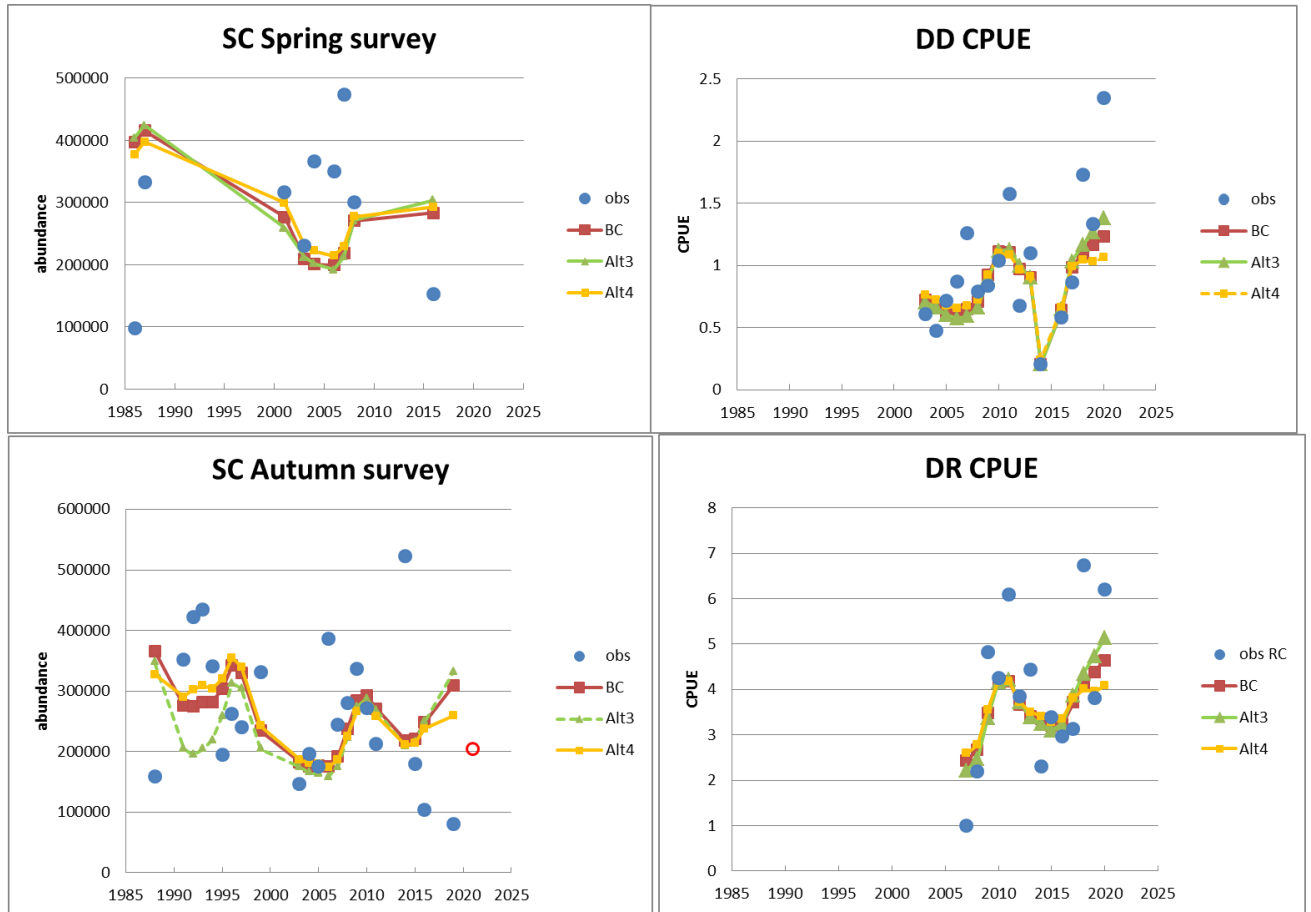 SC Spring survey
500000
400000
300000
200000
100000
0
abundance
1985 1990 1995 2000 2005 2010 2015 2020 2025
obs
BC
Alt3
Alt4
DD CPUE
2.5
2
1.5
1
0.5
0
CPUE
1985 1990 1995 2000 2005 2010 2015 2020 2025
obs
BC
Alt3
Alt4
SC Autumn survey
600000
500000
400000
300000
200000
100000
0
abundance
1985 1990 1995 2000 2005 2010 2015 2020 2025
obs
BC
Alt3
Alt4
DR CPUE
8
7
6
5
4
3
2
1
0
CPUE
1985 1990 1995 2000 2005 2010 2015 2020 2025
obs RC
BC
Alt3
Alt4